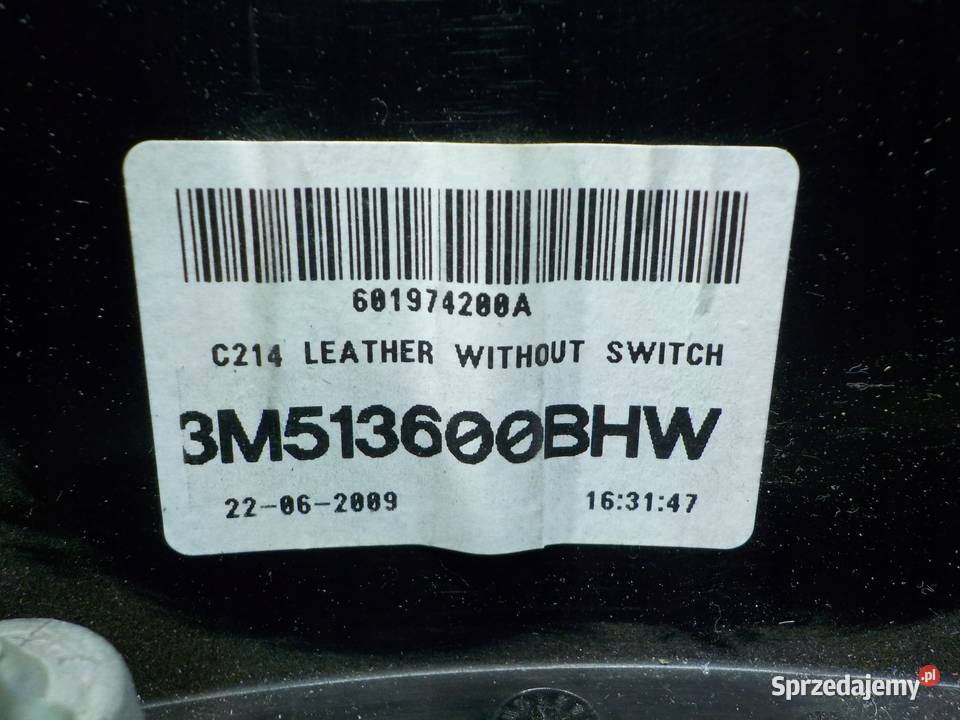 601974200A
C214 LEATHER WITHOUT SWITCH
3M513600BHW
22-06-2009 16:31:47
Sprzedajemy.pl